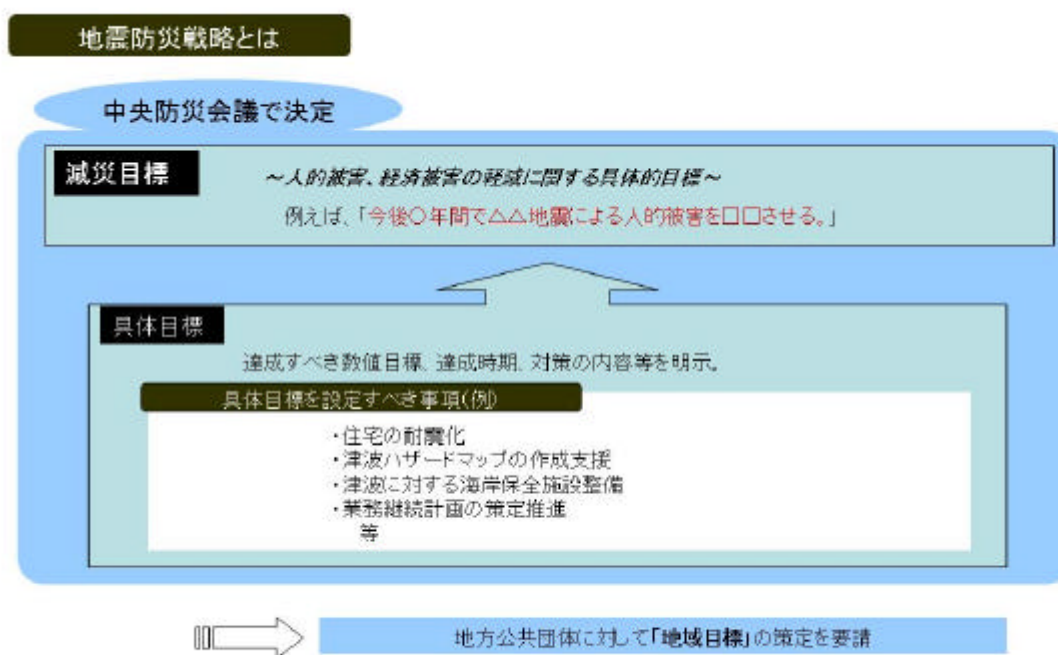 地震防災戦略とは
中央防災会議で決定
減災目標
～人的被害、経済被害の軽減に関する具体的目標～
例えば、「今後○年間で△△地震による人的被害を□□させる。」
具体目標
達成すべき数値目標、達成時期、対策の内容等を明示。
具体目標を設定すべき事項(例)
・住宅の耐震化
・津波ハザードマップの作成支援
・津波に対する海岸保全施設整備
・業務継続計画の策定推進
等
地方公共団体に対して「地域目標」の策定を要請